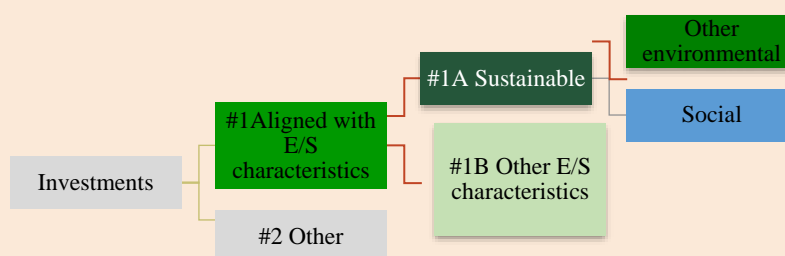 Other
environmental
#1A Sustainable
Social
#1Aligned with
E/S
characteristics
#1B Other E/S
characteristics
Investments
#2 Other